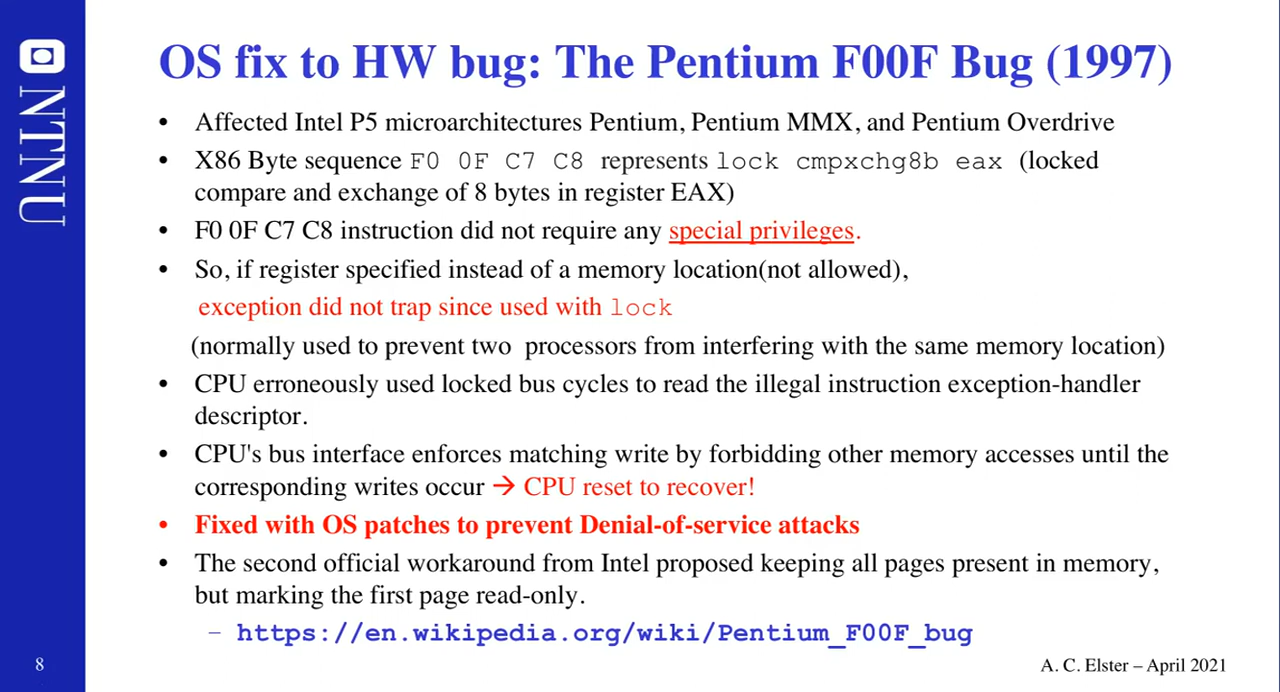 NTNU
OS fix to HW bug: The Pentium F00F Bug (1997)
• Affected Intel P5 microarchitectures Pentium, Pentium MMX, and Pentium Overdrive
• X86 Byte sequence F0 0F C7 C8 represents lock cmpxchg8b eax (locked
compare and exchange of 8 bytes in register EAX)
• F0 0F C7 C8 instruction did not require any special privileges.
• So, if register specified instead of a memory location(not allowed),
exception did not trap since used with lock
(normally used to prevent two processors from interfering with the same memory location)
• CPU erroneously used locked bus cycles to read the illegal instruction exception-handler
descriptor.
• CPU's bus interface enforces matching write by forbidding other memory accesses until the
corresponding writes occur → CPU reset to recover!
• Fixed with OS patches to prevent Denial-of-service attacks
• The second official workaround from Intel proposed keeping all pages present in memory,
but marking the first page read-only.
– https://en.wikipedia.org/wiki/Pentium_F00F_bug
8
A. C. Elster – April 2021